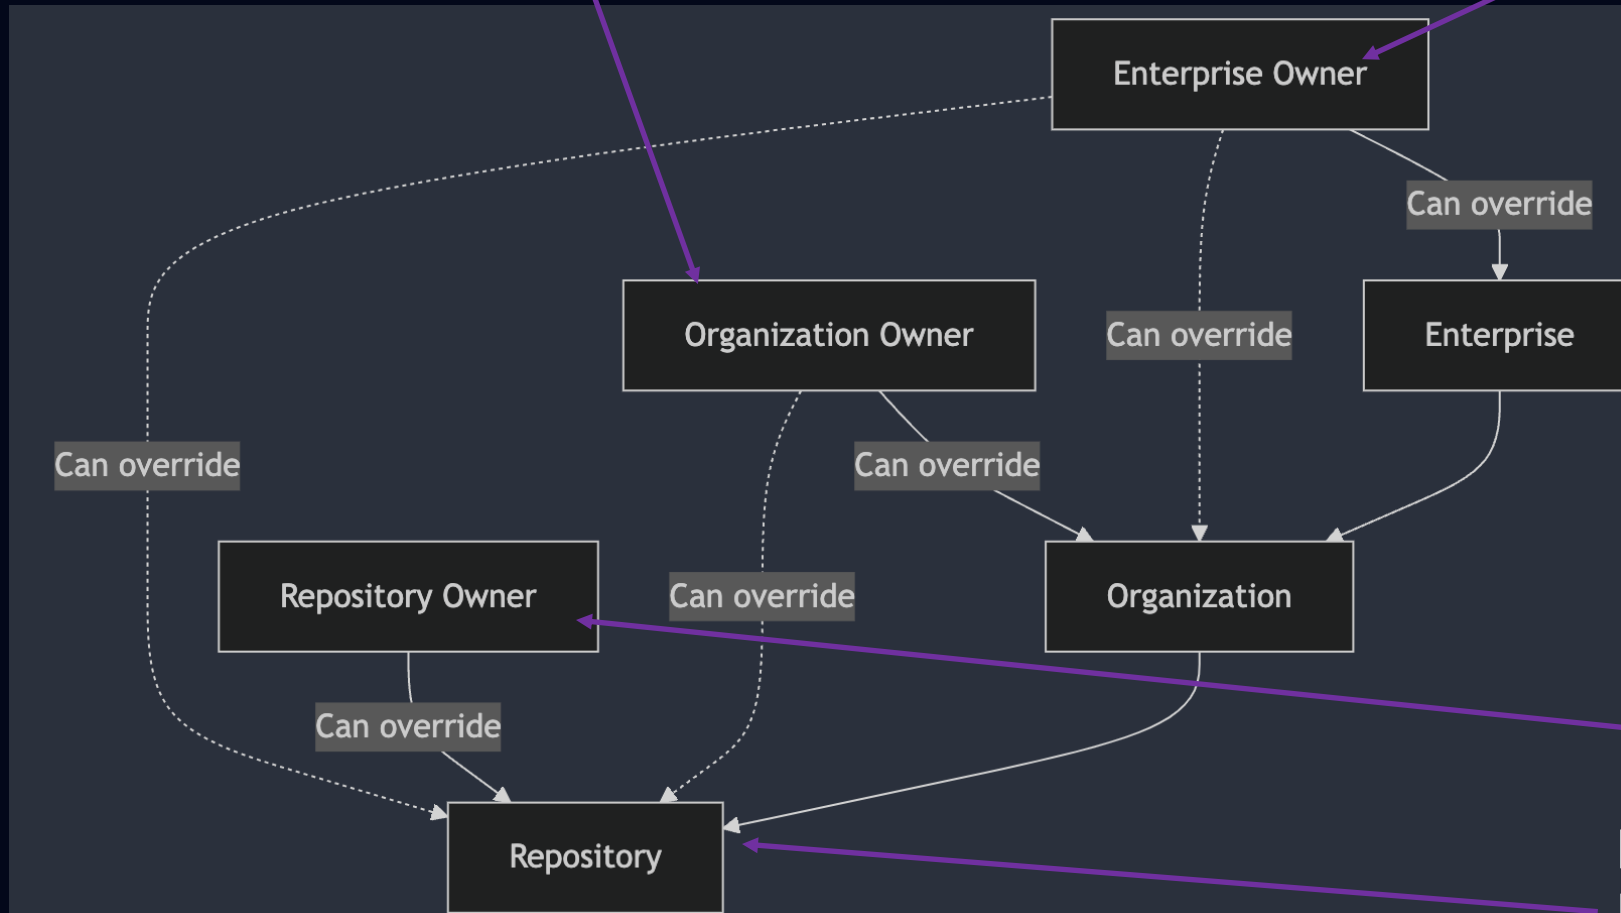 Enterprise Owner
Can override
Organization Owner
Can override
Enterprise
Can override
Can override
Repository Owner
Can override
Organization
Can override
Repository